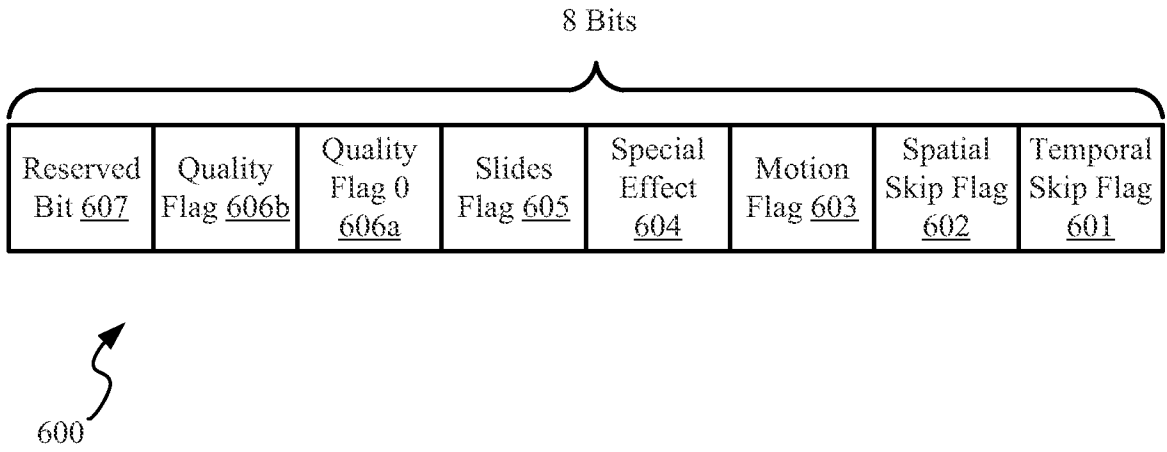 8 Bits
Reserved
Bit 607
Quality
Flag 606b
Quality
Flag 0
606a
Slides
Flag 605
Special
Effect
604
Motion
Flag 603
Spatial
Skip Flag
602
Temporal
Skip Flag
601
600